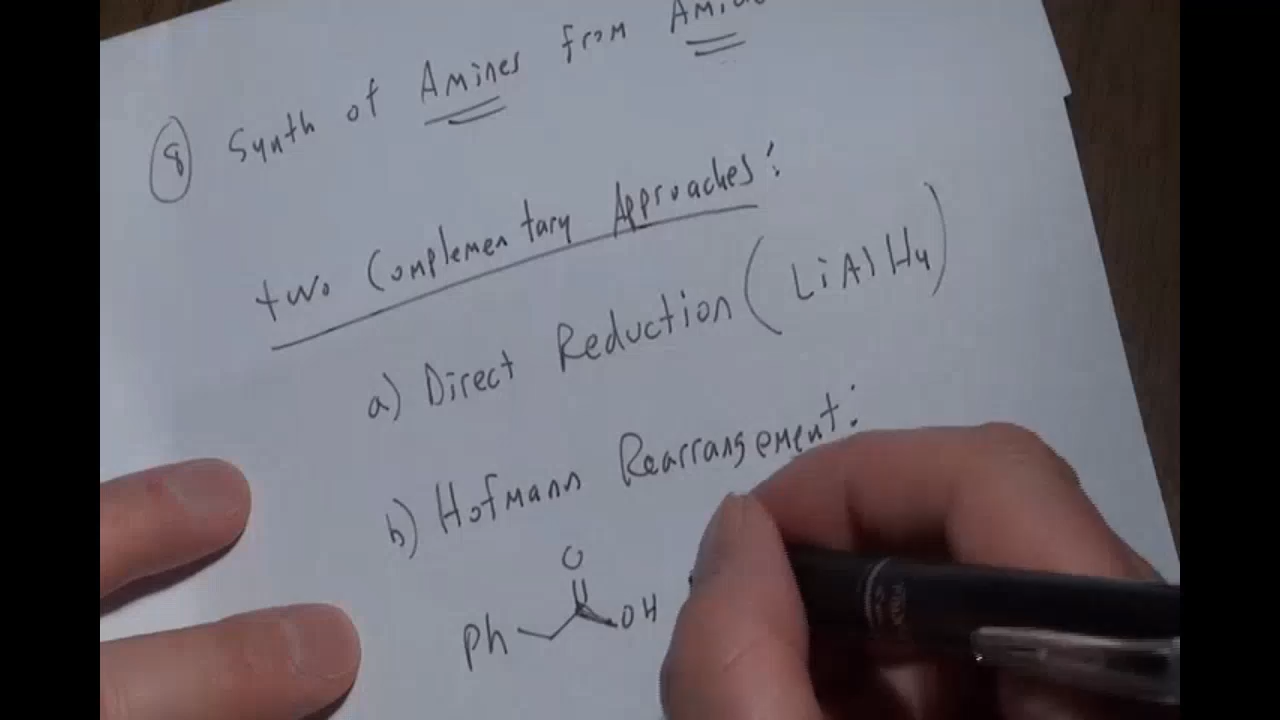 8 Synth of Amines from
two Complementary Approaches:
a) Direct Reduction (LiAlH4)
b) Hofmann Rearrangement:
O
Ph OH